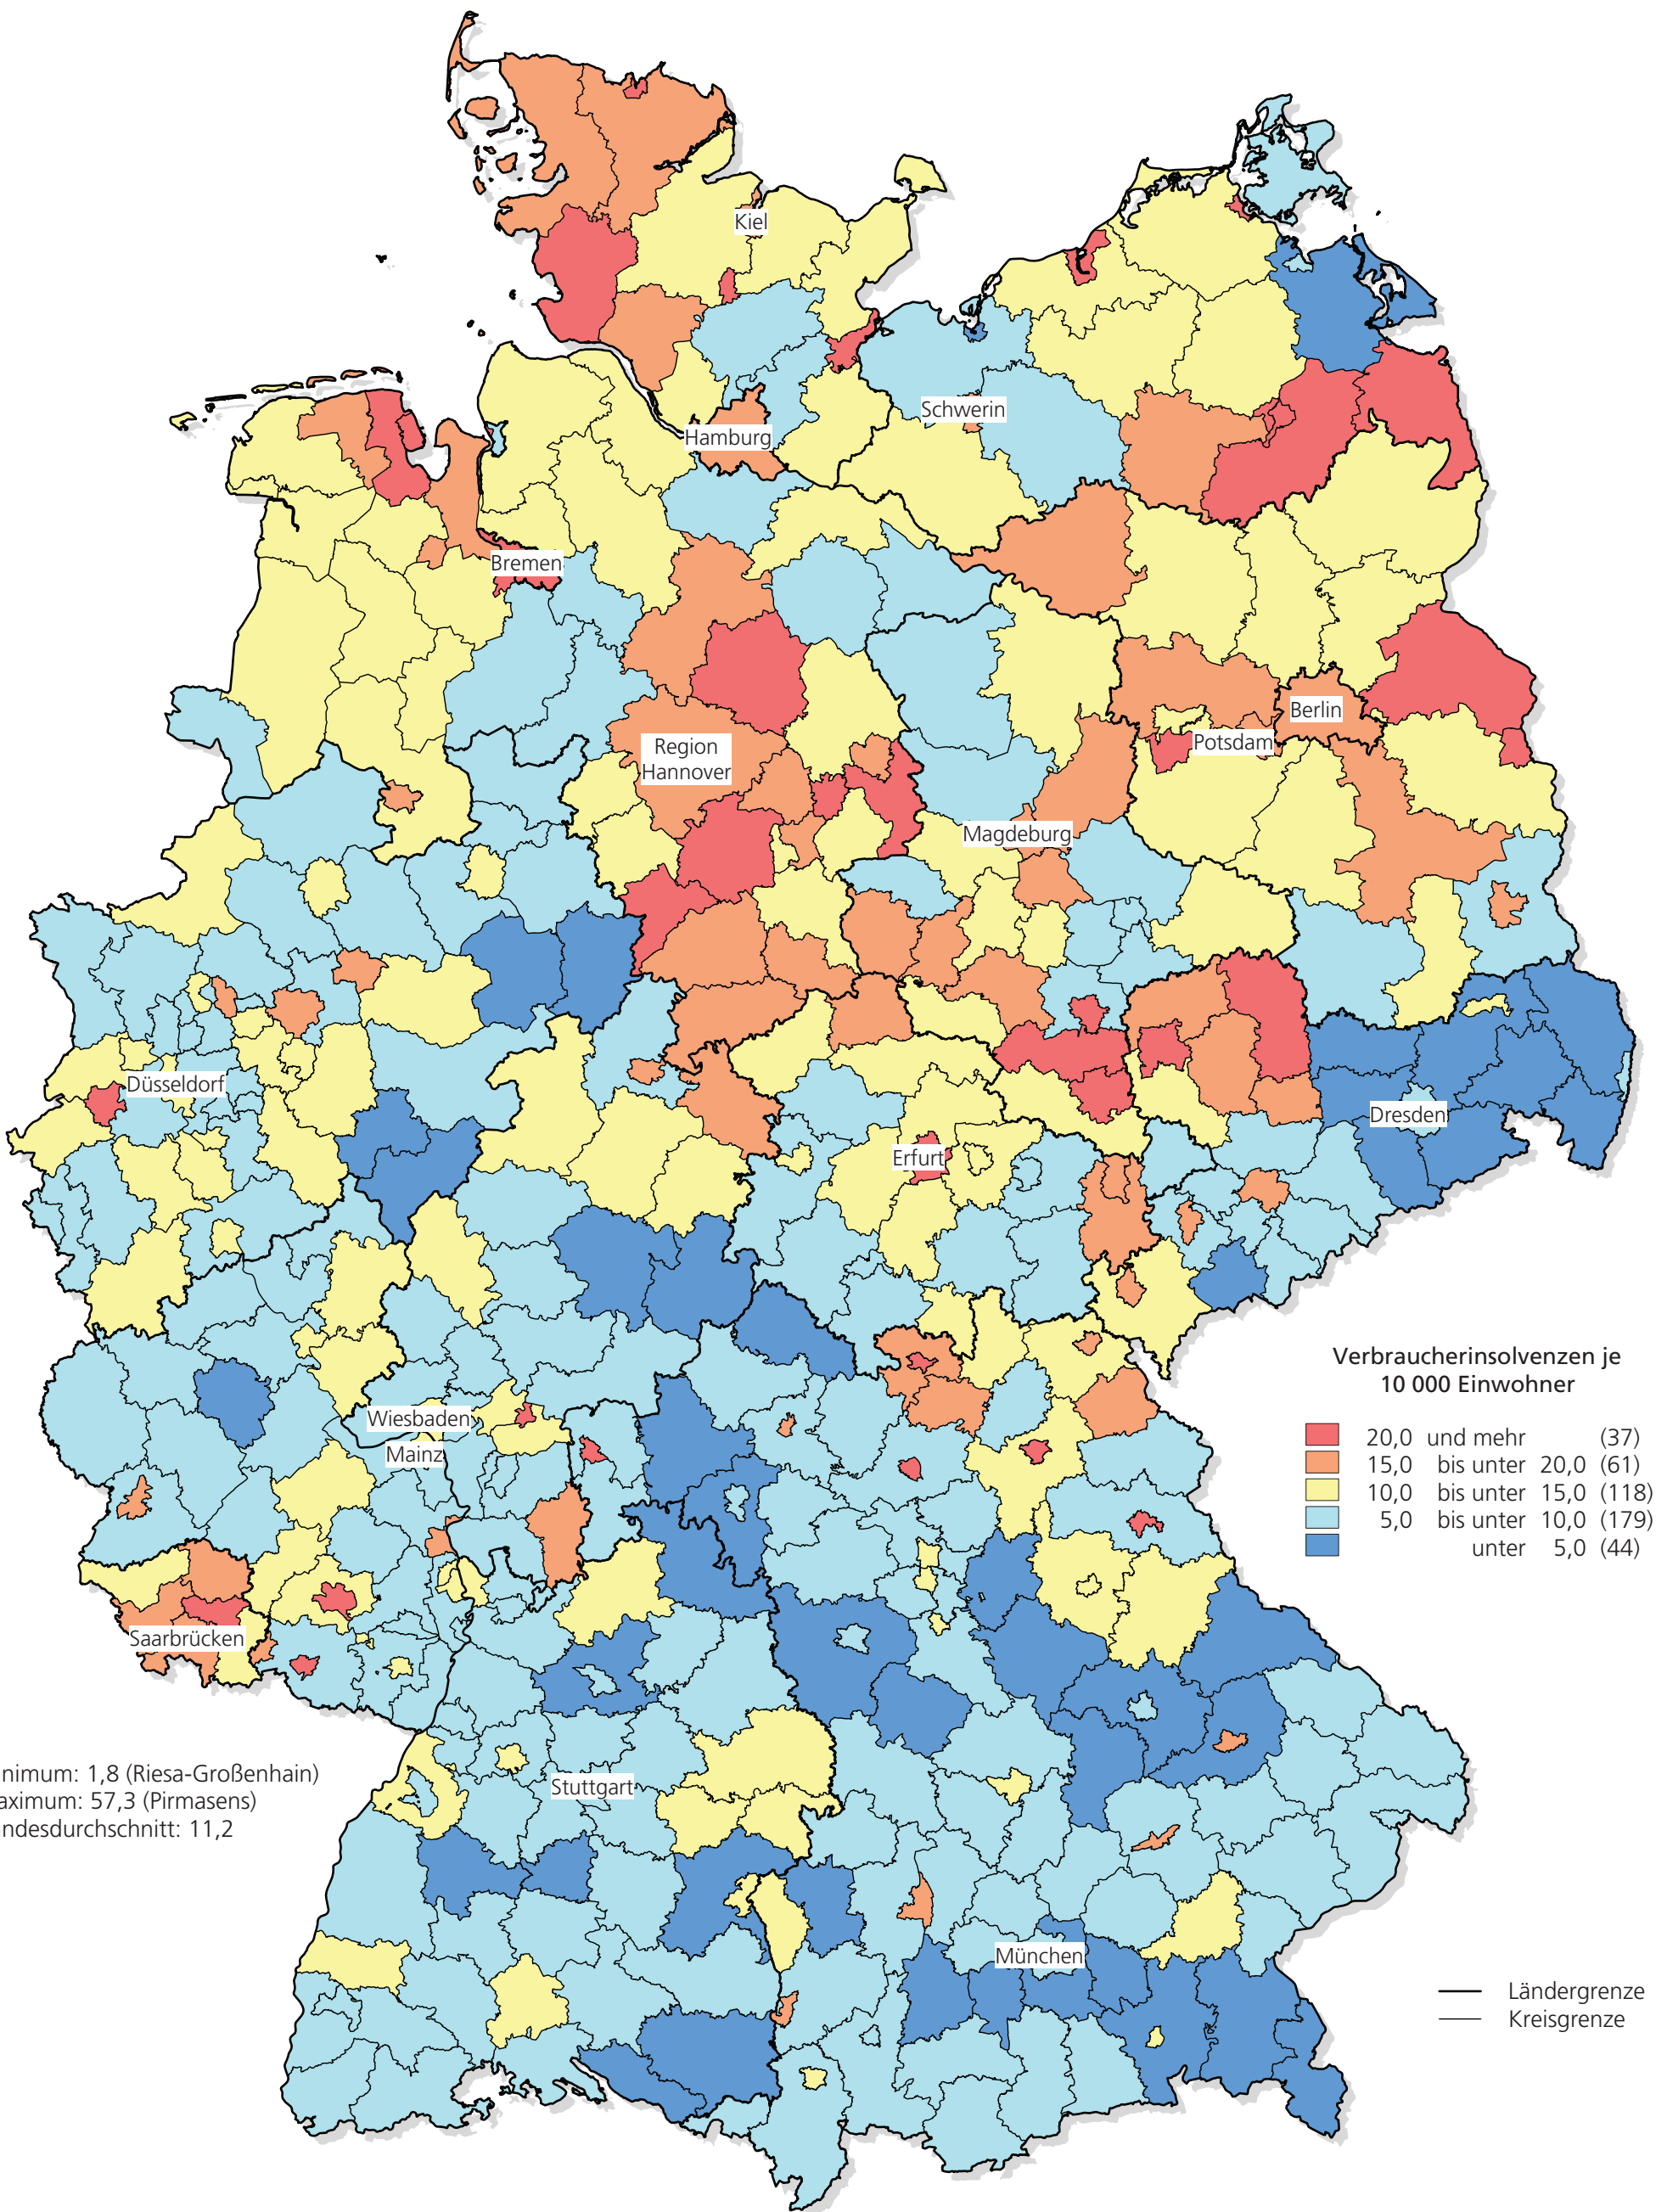 Kiel
Schwerin
Hamburg
Bremen
Berlin
Region
Hannover
Potsdam
Magdeburg
Düsseldorf
Dresden
Erfurt
Verbraucherinsolvenzen je
10 000 Einwohner
20,0 und mehr (37)
15,0 bis unter 20,0 (61)
10,0 bis unter 15,0 (118)
5,0 bis unter 10,0 (179)
unter 5,0 (44)
Wiesbaden
Mainz
Saarbrücken
nimum: 1,8 (Riesa-Großenhain)
aximum: 57,3 (Pirmasens)
ndesdurchschnitt: 11,2
Stuttgart
München
Ländergrenze
Kreisgrenze